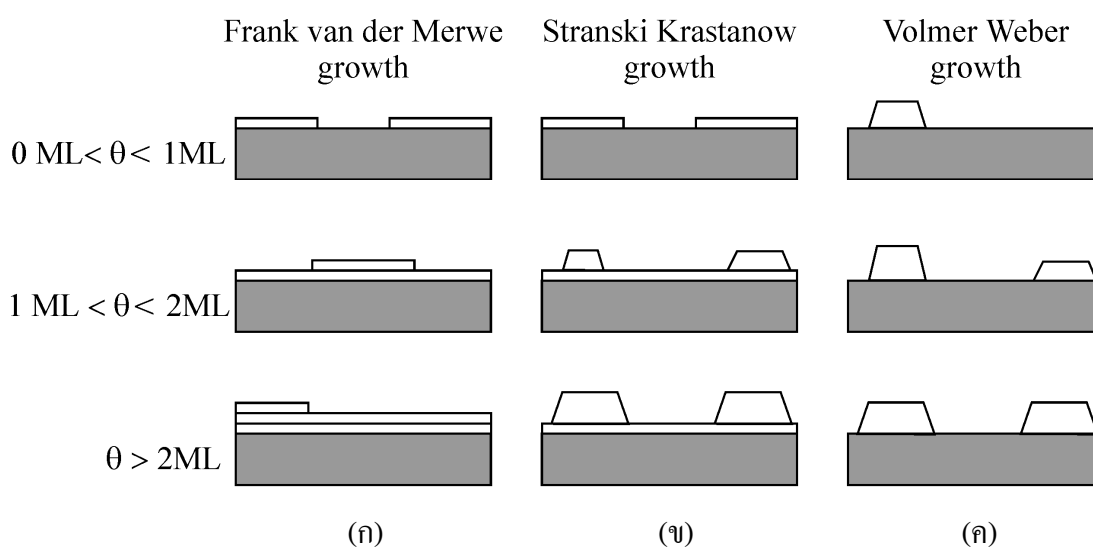 Frank van der Merwe
growth
Stranski Krastanow
growth
Volmer Weber
growth
0 ML< θ< 1ML
1 ML < θ< 2ML
θ > 2ML
(ก)
(ข)
(ค)